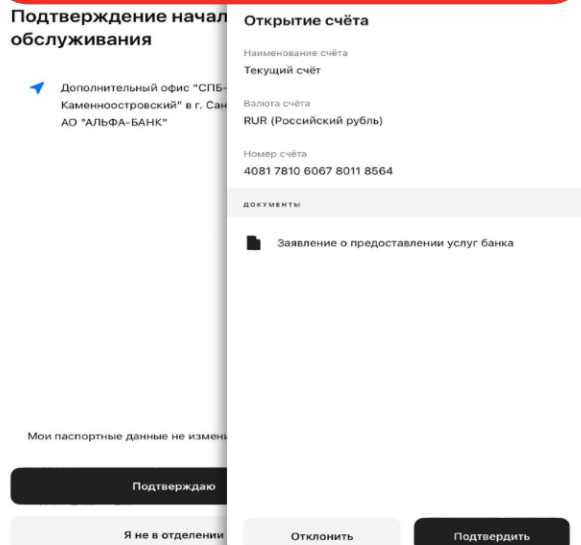 Подтверждение начал
обслуживания
Дополнительный офис "СПБ-
Каменноостровский" в г. Сан
АО "АЛЬФА-БАНК"
Мои паспортные данные не измени
Подтверждаю
Я не в отделении
Открытие счёта
Наименование счёта
Текущий счёт
Валюта счёта
RUR (Российский рубль)
Номер счёта
4081 7810 6067 8011 8564
ДОКУМЕНТЫ
Заявление о предоставлении услуг банка
Отклонить
Подтвердить